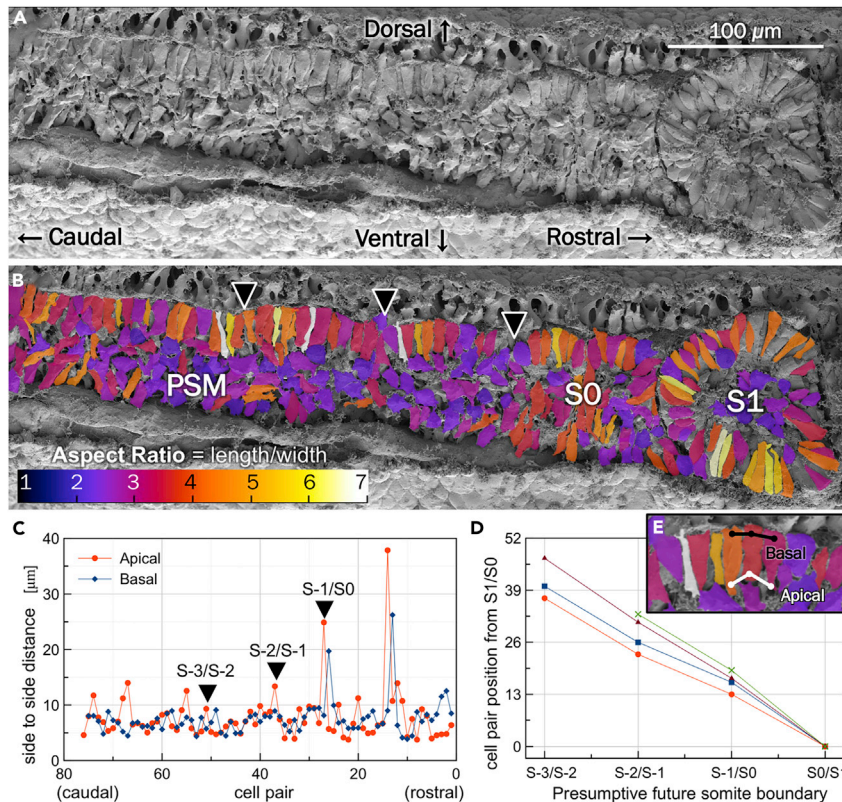 A
Dorsal ↑
100 µm
← Caudal
Ventral ↓
Rostral →
B
PSM
S0
S1
Aspect Ratio = length/width
1 2 3 4 5 6 7
C
40
30
20
10
0
side to side distance [µm]
Apical
Basal
S-3/S-2
S-2/S-1
S-1/S0
80 60 40 20 0
(caudal) cell pair (rostral)
D
52
39
26
13
0
cell pair position from S1/S0
S-3/S-2 S-2/S-1 S-1/S0 S0/S1
Presumptive future somite boundary
E
Basal
Apical